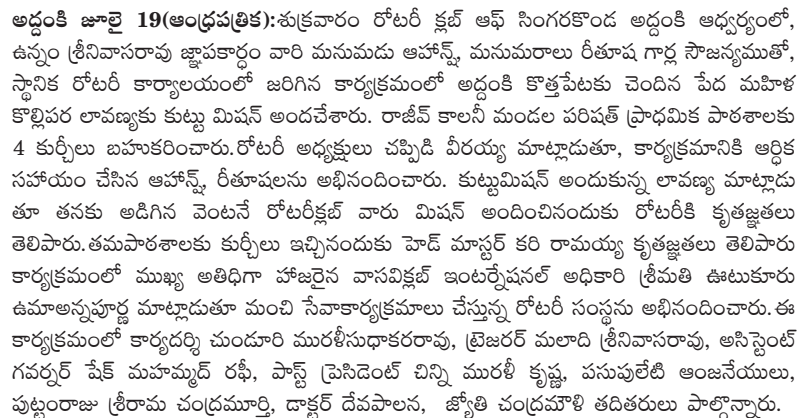 అద్దంకి జూలై 19(ఆంధ్రపత్రిక):శుక్రవారం రోటరీ క్లబ్ ఆఫ్ సింగరకొండ అద్దంకి ఆధ్వర్యంలో,
ఉన్నం శ్రీనివాసరావు జ్ఞాపకార్ధం వారి మనుమడు ఆహాన్ష్, మనుమరాలు రీతూష గార్ల సౌజన్యముతో,
స్థానిక రోటరీ కార్యాలయంలో జరిగిన కార్యక్రమంలో అద్దంకి కొత్తపేటకు చెందిన పేద మహిళ
కొల్లిపర లావణ్యకు కుట్టు మిషన్ అందచేశారు. రాజీవ్ కాలనీ మండల పరిషత్ ప్రాధమిక పాఠశాలకు
4 కుర్చీలు బహుకరించారు.రోటరీ అధ్యక్షులు చప్పిడి వీరయ్య మాట్లాడుతూ, కార్యక్రమానికి ఆర్ధిక
సహాయం చేసిన ఆహాన్ష్, రీతూషలను అభినందించారు. కుట్టుమిషన్ అందుకున్న లావణ్య మాట్లాడు
తూ తనకు అడిగిన వెంటనే రోటరీక్లబ్ వారు మిషన్ అందించినందుకు రోటరీకి కృతజ్ఞతలు
తెలిపారు.తమపాఠశాలకు కుర్చీలు ఇచ్చినందుకు హెడ్ మాస్టర్ కరి రామయ్య కృతజ్ఞతలు తెలిపారు
కార్యక్రమంలో ముఖ్య అతిధిగా హాజరైన వాసవిక్లబ్ ఇంటర్నేషనల్ అధికారి శ్రీమతి ఊటుకూరు
ఉమాఅన్నపూర్ణ మాట్లాడుతూ మంచి సేవాకార్యక్రమాలు చేస్తున్న రోటరీ సంస్థను అభినందించారు.ఈ
కార్యక్రమంలో కార్యదర్శి చుండూరి మురళీసుధాకరరావు, ట్రెజరర్ మలాది శ్రీనివాసరావు, అసిస్టెంట్
గవర్నర్ షేక్ మహమ్మద్ రఫీ, పాస్ట్ ప్రెసిడెంట్ చిన్ని మురళీ కృష్ణ, పసుపులేటి ఆంజనేయులు,
పుట్టంరాజు శ్రీరామ చంద్రమూర్తి, డాక్టర్ దేవపాలన, జ్యోతి చంద్రమౌళి తదితరులు పాల్గొన్నారు.